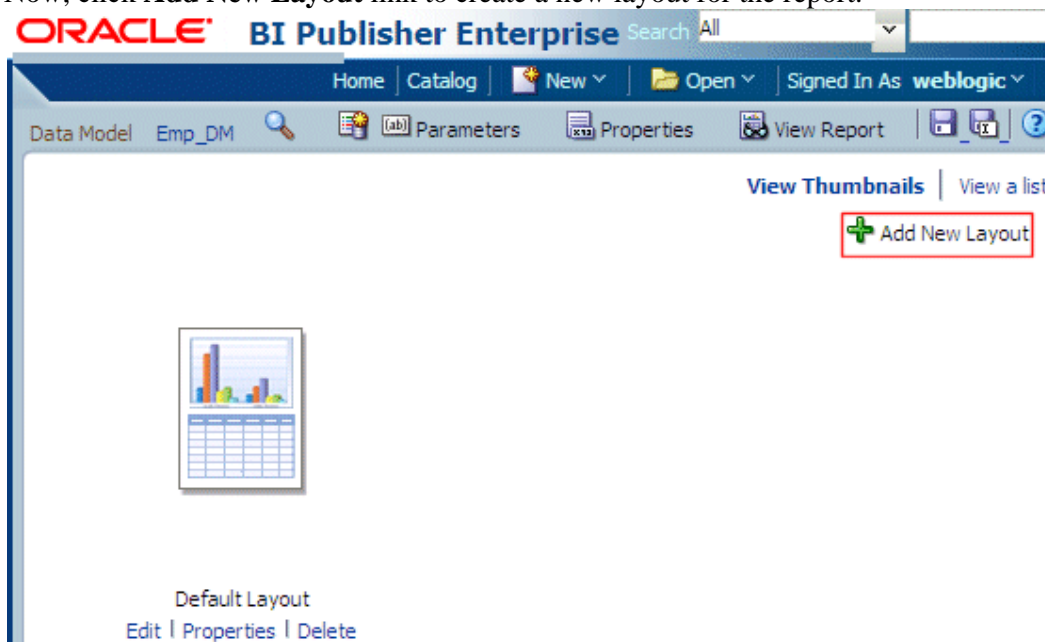 Now, click Add New Layout link to create a new layout for the report.
ORACLE BI Publisher Enterprise Search All
Home Catalog New Open Signed In As weblogic
Data Model Emp_DM Parameters Properties View Report
View Thumbnails View a list
Add New Layout
Default Layout
Edit | Properties | Delete